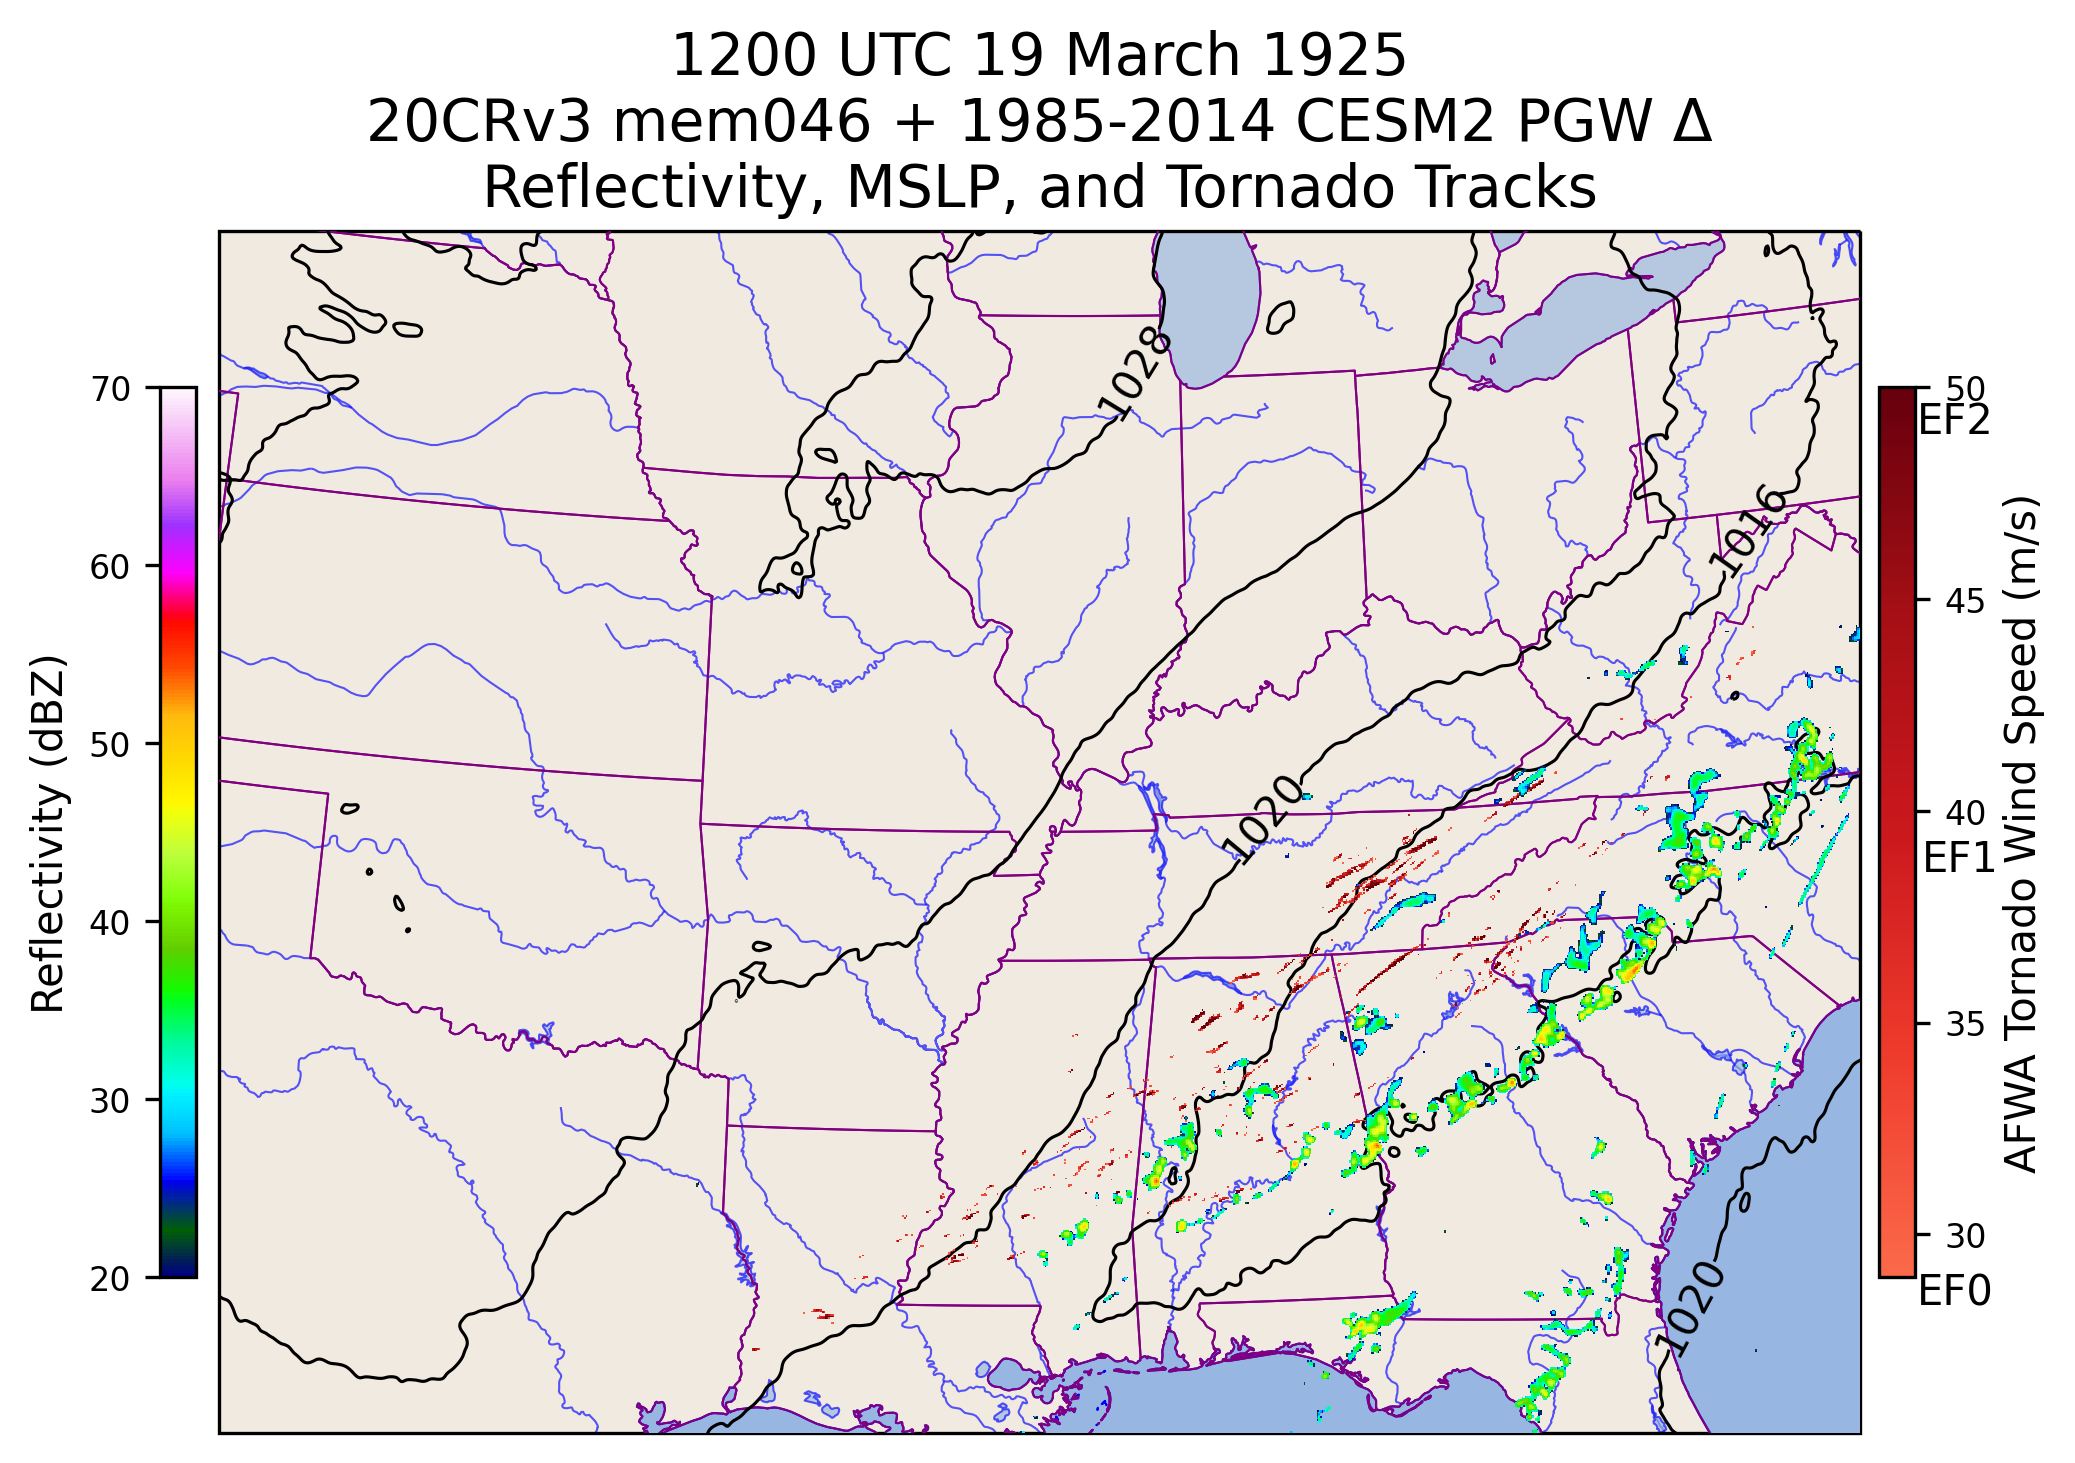 1200 UTC 19 March 1925
20CRv3 mem046 + 1985-2014 CESM2 PGW Δ
Reflectivity, MSLP, and Tornado Tracks
Reflectivity (dBZ)
70
60
50
40
30
20
1028
1016
1020
1020
50
EF2
45
40
EF1
35
30
EF0
AFWA Tornado Wind Speed (m/s)